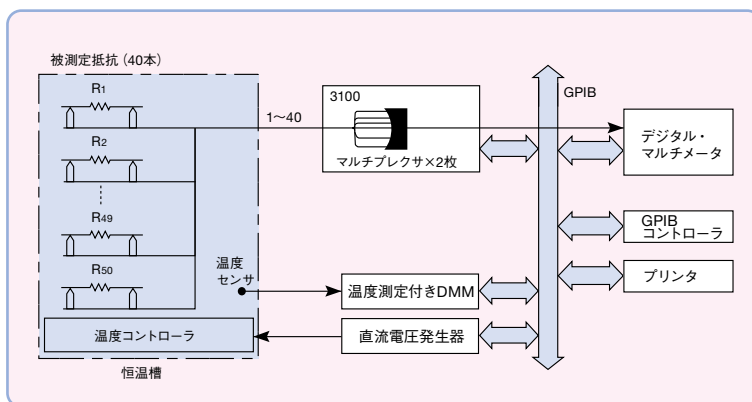 被測定抵抗（40本）
R1
R2
R49
R50
温度
センサ
温度コントローラ
恒温槽
1〜40
3100
マルチプレクサ×2枚
温度測定付きDMM
直流電圧発生器
GPIB
デジタル・
マルチメータ
GPIB
コントローラ
プリンタ